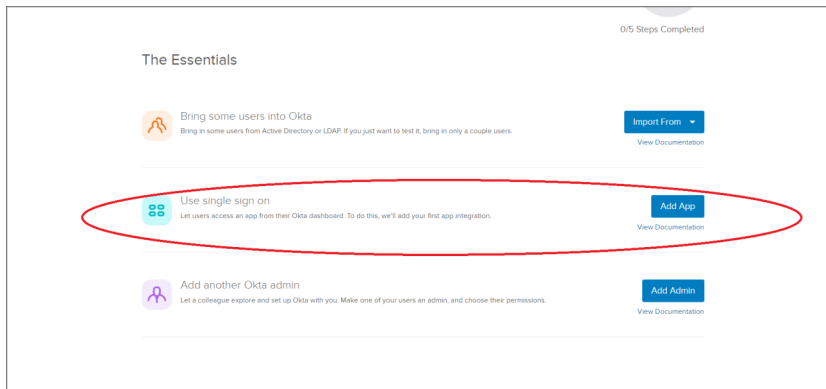 0/5 Steps Completed
The Essentials
Bring some users into Okta
Bring in some users from Active Directory or LDAP. If you just want to test it, bring in only a couple users.
Import From
View Documentation
Use single sign on
Let users access an app from their Okta dashboard. To do this, we'll add your first app integration.
Add App
View Documentation
Add another Okta admin
Let a colleague explore and set up Okta with you. Make one of your users an admin, and choose their permissions.
Add Admin
View Documentation